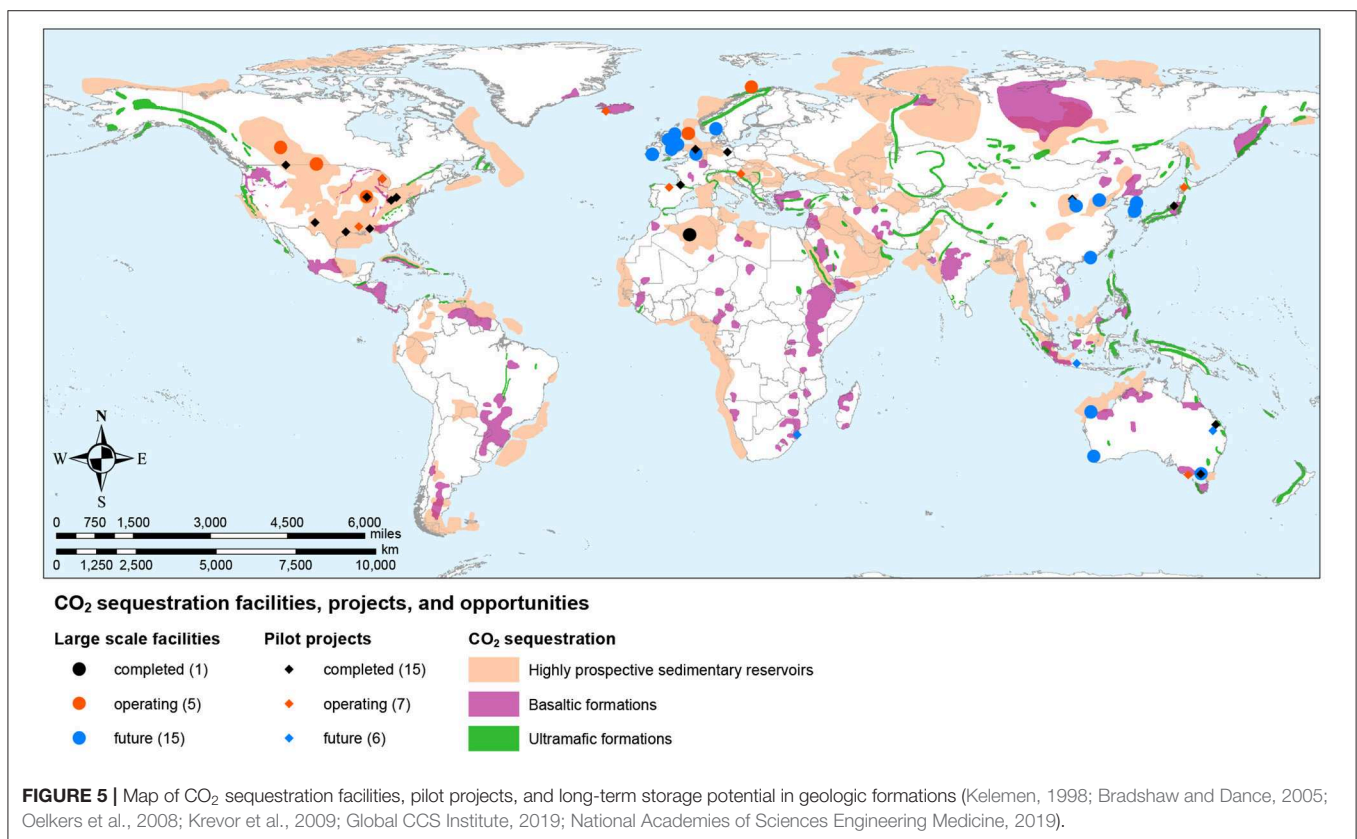 N
W E
S
0 750 1,500 3,000 4,500 6,000
miles
km
0 1,250 2,500 5,000 7,500 10,000
CO₂ sequestration facilities, projects, and opportunities
Large scale facilities Pilot projects CO₂ sequestration
completed (1) completed (15) Highly prospective sedimentary reservoirs
operating (5) operating (7) Basaltic formations
future (15) future (6) Ultramafic formations
FIGURE 5 | Map of CO₂ sequestration facilities, pilot projects, and long-term storage potential in geologic formations (Kelemen, 1998; Bradshaw and Dance, 2005;
Oelkers et al., 2008; Krevor et al., 2009; Global CCS Institute, 2019; National Academies of Sciences Engineering Medicine, 2019).